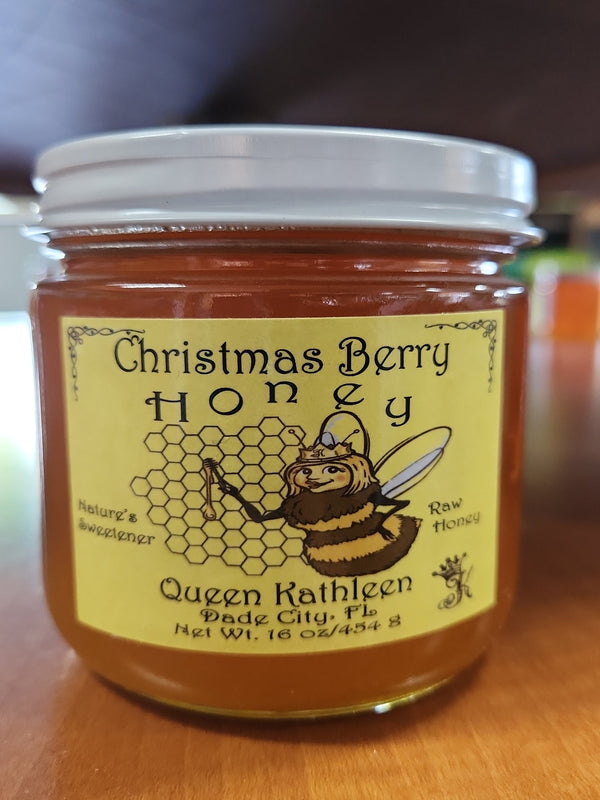 Christmas Berry
Honey
Nature's
Sweetener
Raw
Honey
Queen Kathleen
Dade City, FL
Net Wt. 16 oz/454 g
K